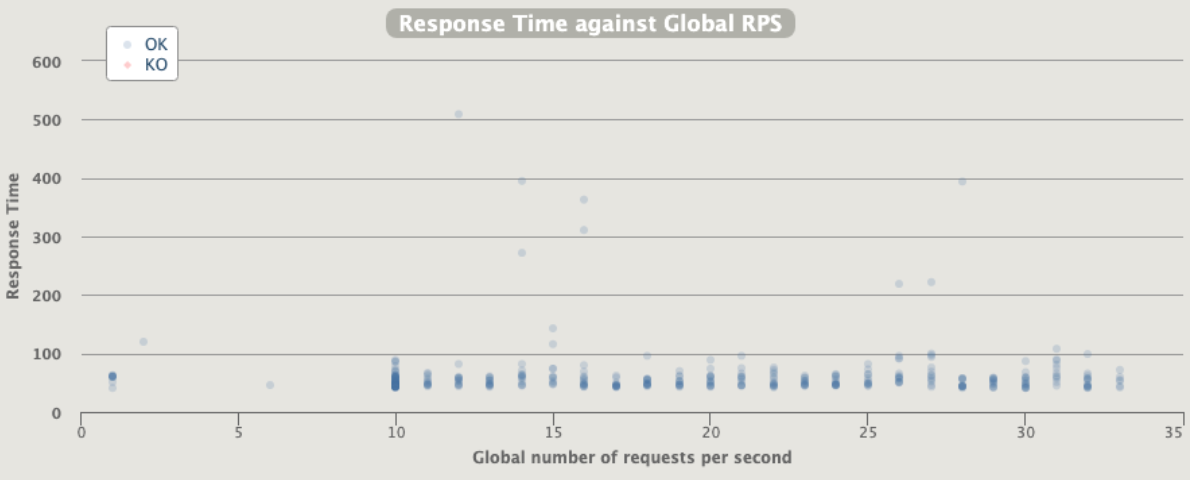 Response Time against Global RPS
OK
KO
600
500
400
300
200
100
0
Response Time
0 5 10 15 20 25 30 35
Global number of requests per second